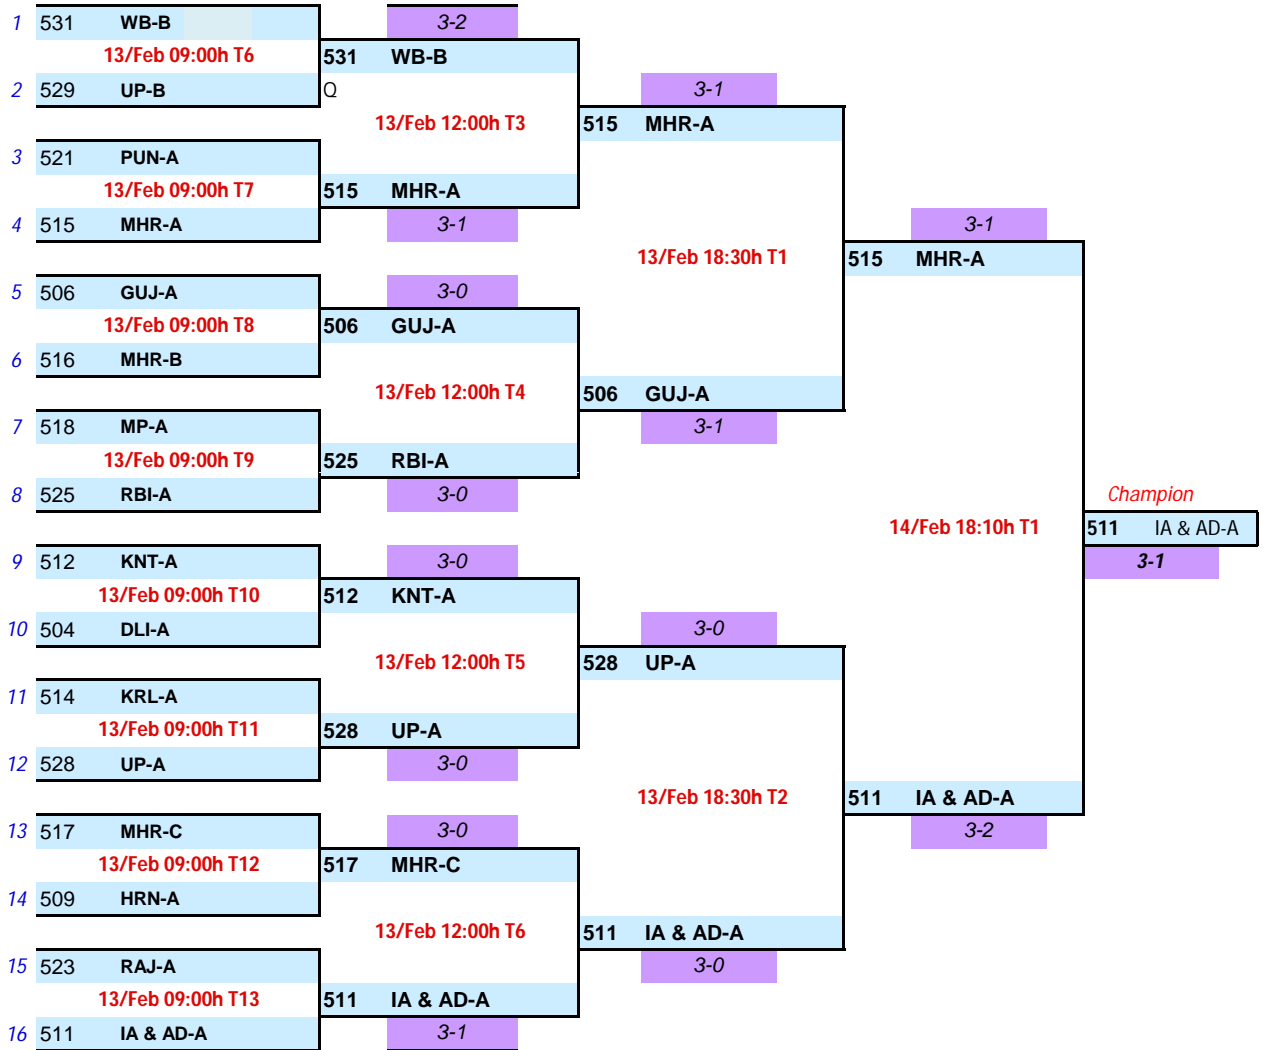 1 531 WB-B 3-2
13/Feb 09:00h T6 531 WB-B
2 529 UP-B Q 3-1
13/Feb 12:00h T3 515 MHR-A
3 521 PUN-A
13/Feb 09:00h T7 515 MHR-A
4 515 MHR-A 3-1 3-1
13/Feb 18:30h T1 515 MHR-A
5 506 GUJ-A 3-0
13/Feb 09:00h T8 506 GUJ-A
6 516 MHR-B
13/Feb 12:00h T4 506 GUJ-A
7 518 MP-A 3-1
13/Feb 09:00h T9 525 RBI-A
8 525 RBI-A 3-0 Champion
14/Feb 18:10h T1 511 IA & AD-A
9 512 KNT-A 3-0 3-1
13/Feb 09:00h T10 512 KNT-A
10 504 DLI-A 3-0
13/Feb 12:00h T5 528 UP-A
11 514 KRL-A
13/Feb 09:00h T11 528 UP-A
12 528 UP-A 3-0
13/Feb 18:30h T2 511 IA & AD-A
13 517 MHR-C 3-0 3-2
13/Feb 09:00h T12 517 MHR-C
14 509 HRN-A
13/Feb 12:00h T6 511 IA & AD-A
15 523 RAJ-A 3-0
13/Feb 09:00h T13 511 IA & AD-A
16 511 IA & AD-A 3-1